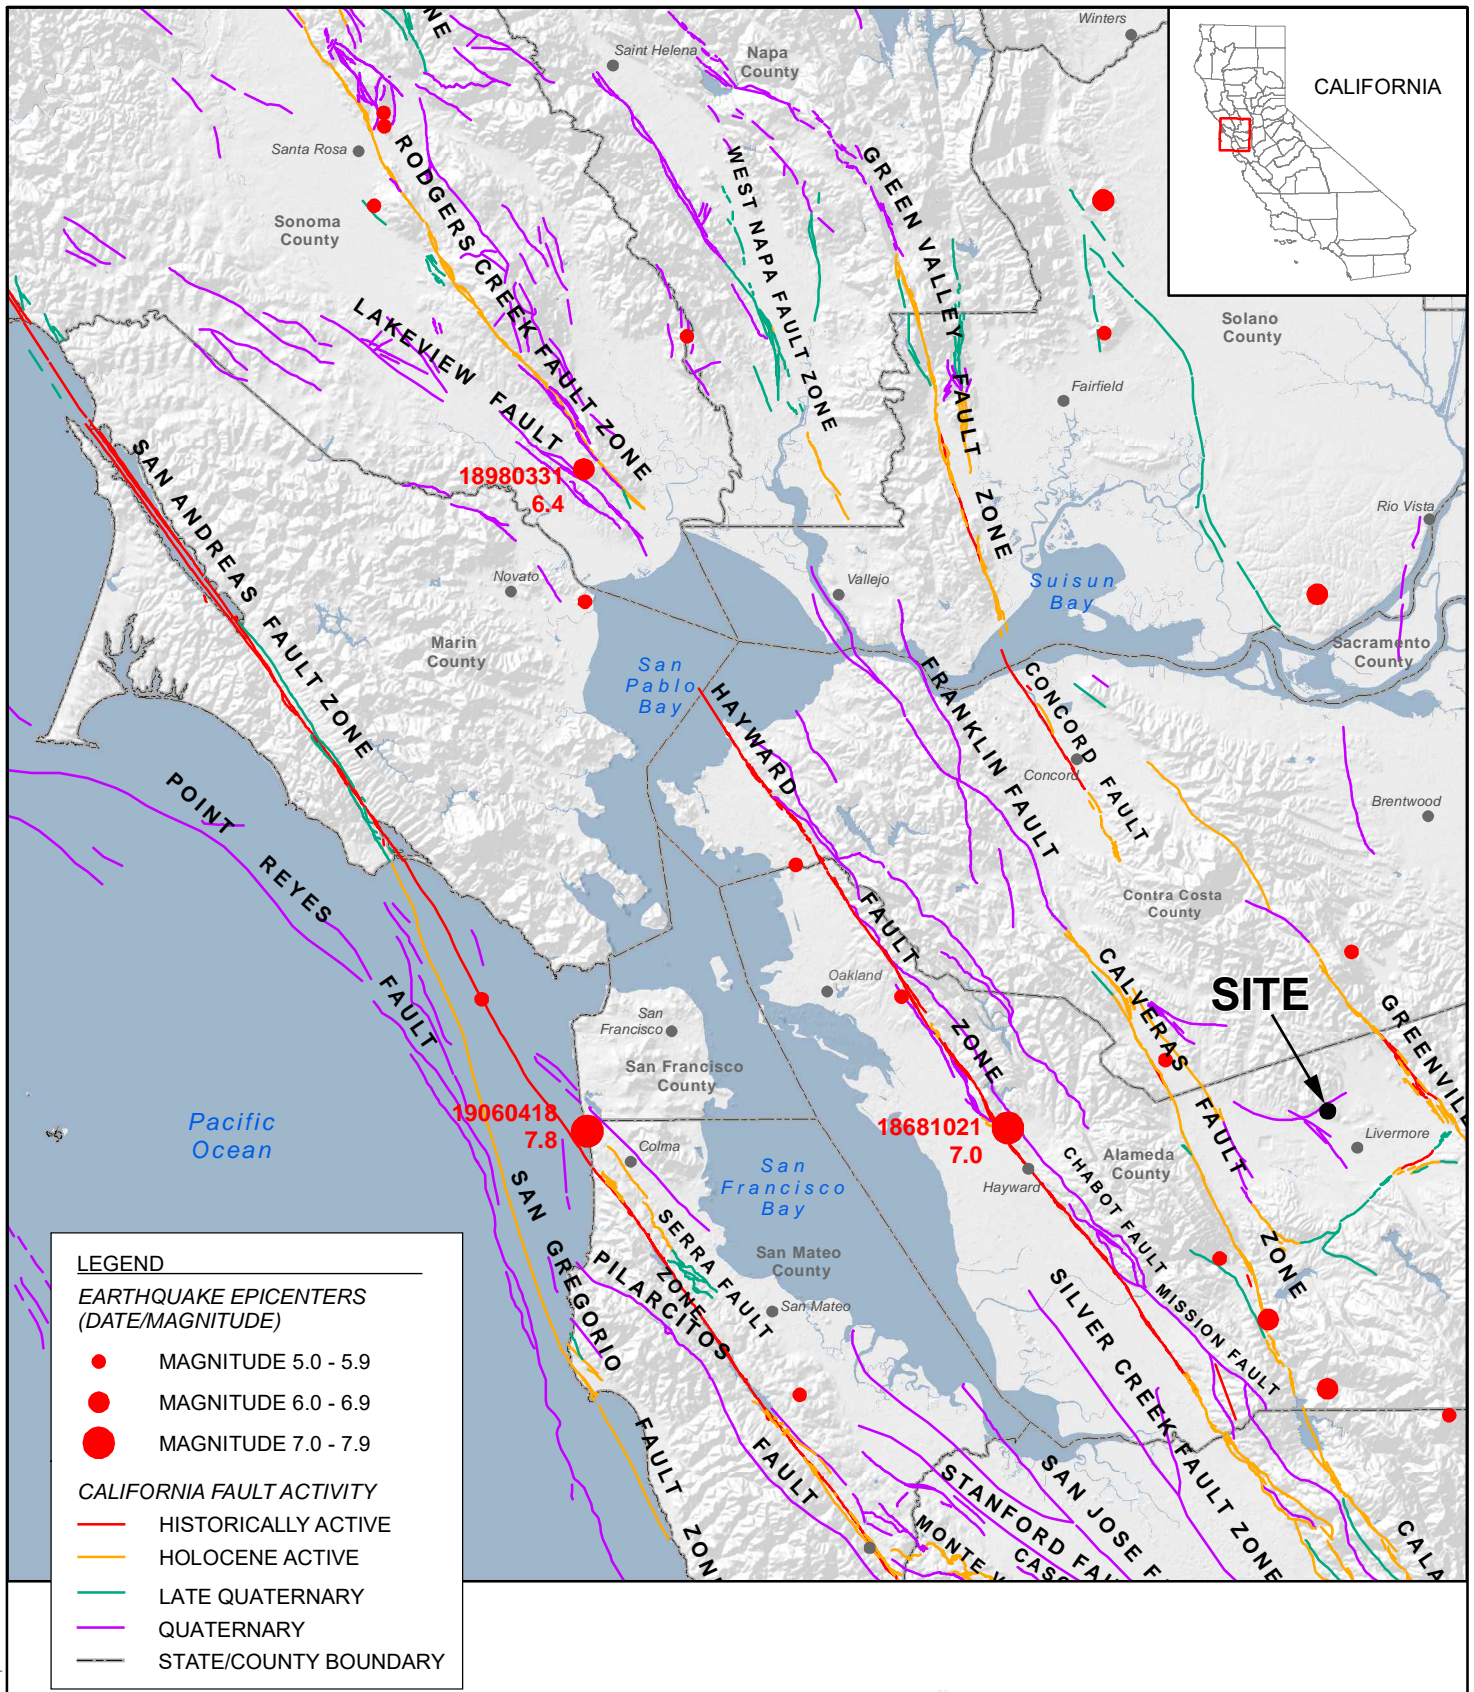 ONE
Winters
Saint Helena
Napa
County
CALIFORNIA
Santa Rosa
RODGERS CREEK FAULT ZONE
WEST NAPA FAULT ZONE
GREEN VALLEY FAULT ZONE
Sonoma
County
Solano
County
LAKEVIEW FAULT
Fairfield
18980331
6.4
SAN ANDREAS FAULT ZONE
Rio Vista
Novato
Vallejo
Suisun
Bay
Marin
County
Sacramento
County
San
Pablo
Bay
HAYWARD FAULT ZONE
FRANKLIN FAULT
CONCORD FAULT
Concord
Brentwood
POINT REYES FAULT
Contra Costa
County
CALVERAS FAULT ZONE
Oakland
SITE
GREENVILLE
San
Francisco
San Francisco
County
19060418
7.8
18681021
7.0
Pacific
Ocean
Colma
Livermore
Alameda
County
Hayward
CHABOT FAULT
San
Francisco
Bay
SAN GREGORIO FAULT ZON
SERRA FAULT
ZONE
PILARCITOS FAULT
San Mateo
County
San Mateo
MISSION FAULT
SILVER CREEK FAULT ZONE
SAN JOSE F
STANFORD FAU
CASC
MONTE V
CALA
LEGEND
EARTHQUAKE EPICENTERS
(DATE/MAGNITUDE)
MAGNITUDE 5.0 - 5.9
MAGNITUDE 6.0 - 6.9
MAGNITUDE 7.0 - 7.9
CALIFORNIA FAULT ACTIVITY
HISTORICALLY ACTIVE
HOLOCENE ACTIVE
LATE QUATERNARY
QUATERNARY
STATE/COUNTY BOUNDARY